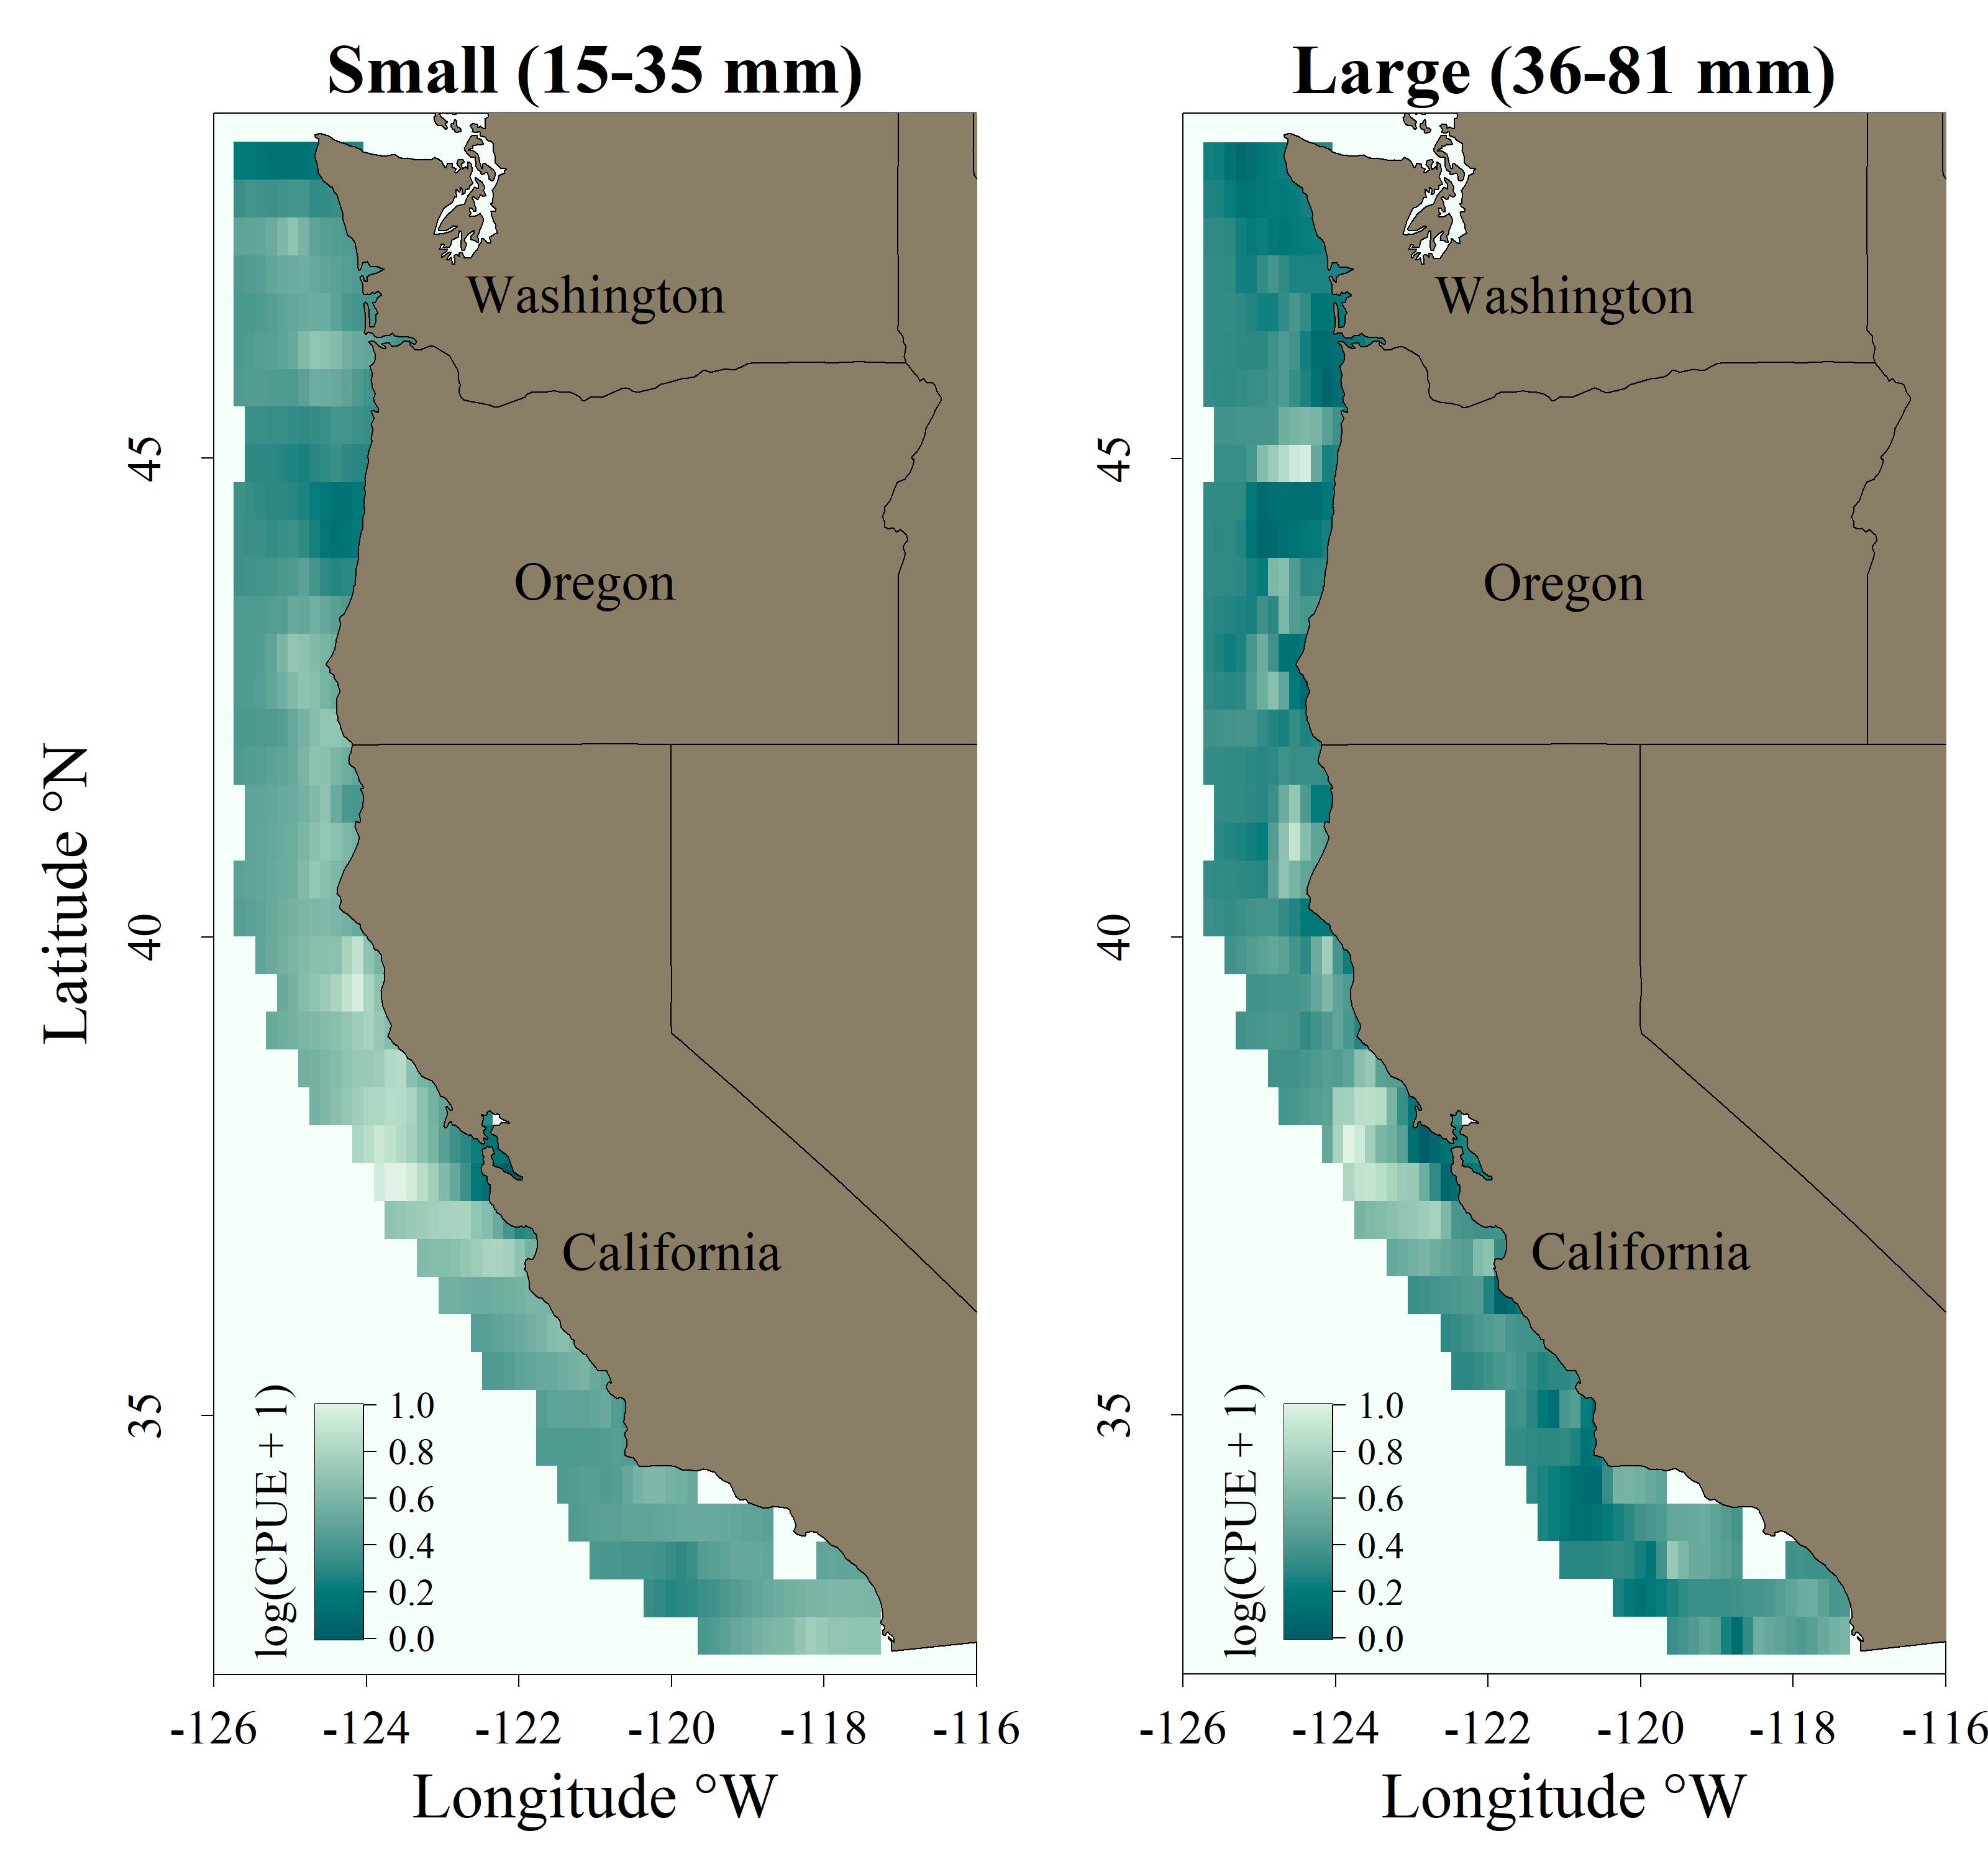 Small (15-35 mm)
Large (36-81 mm)
Washington
Washington
Oregon
Oregon
California
California
Latitude °N
45
40
35
45
40
35
log(CPUE + 1)
1.0
0.8
0.6
0.4
0.2
0.0
log(CPUE + 1)
1.0
0.8
0.6
0.4
0.2
0.0
-126
-124
-122
-120
-118
-116
-126
-124
-122
-120
-118
-116
Longitude °W
Longitude °W